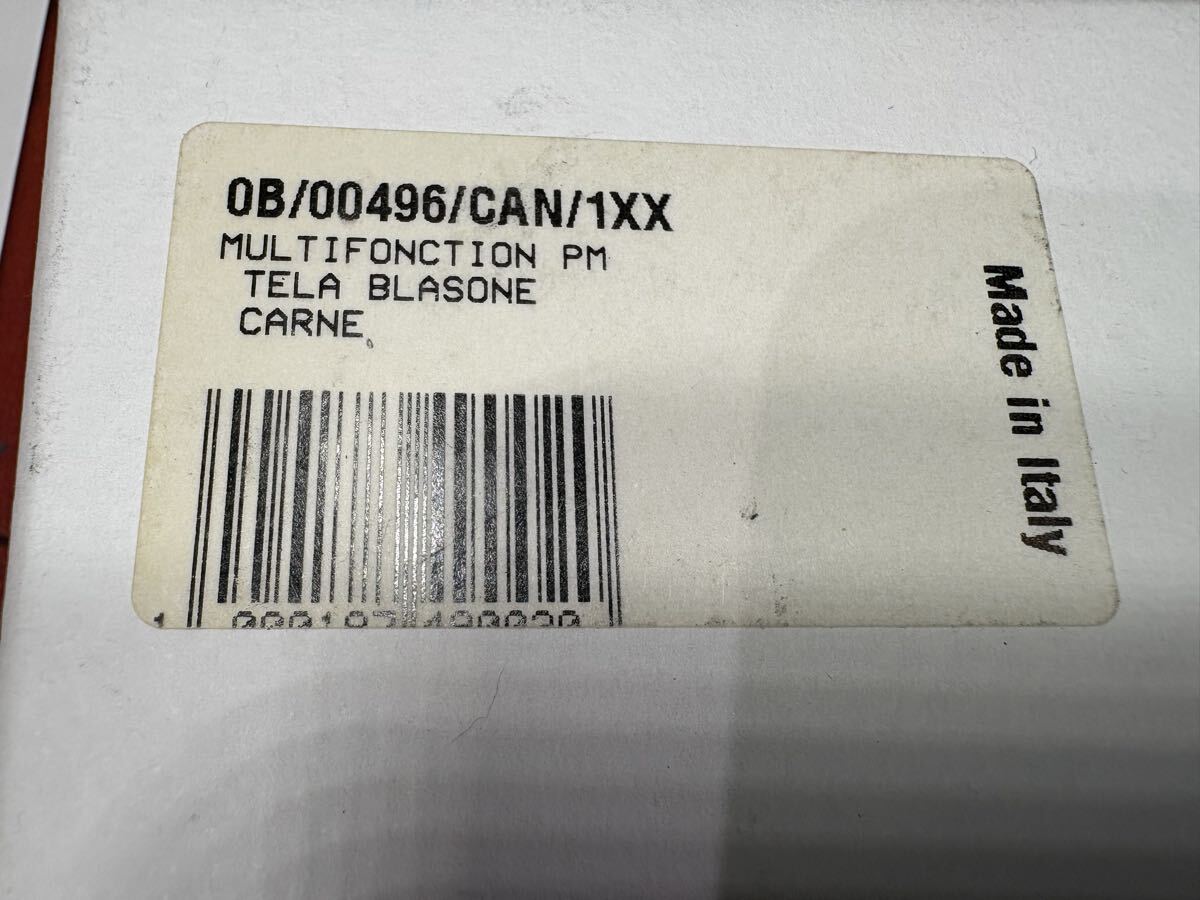 0B/00496/CAN/1XX
MULTIFONCTION PM
TELA BLASONE
CARNE
Made in Italy